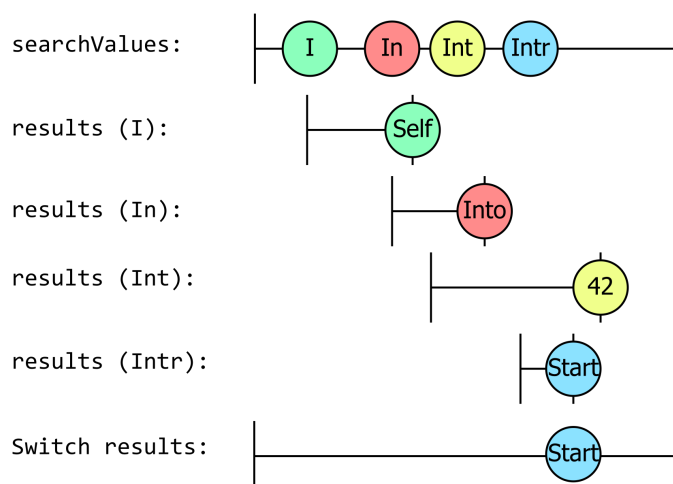 searchValues: I In Int Intr
results (I): Self
results (In): Into
results (Int): 42
results (Intr): Start
Switch results: Start